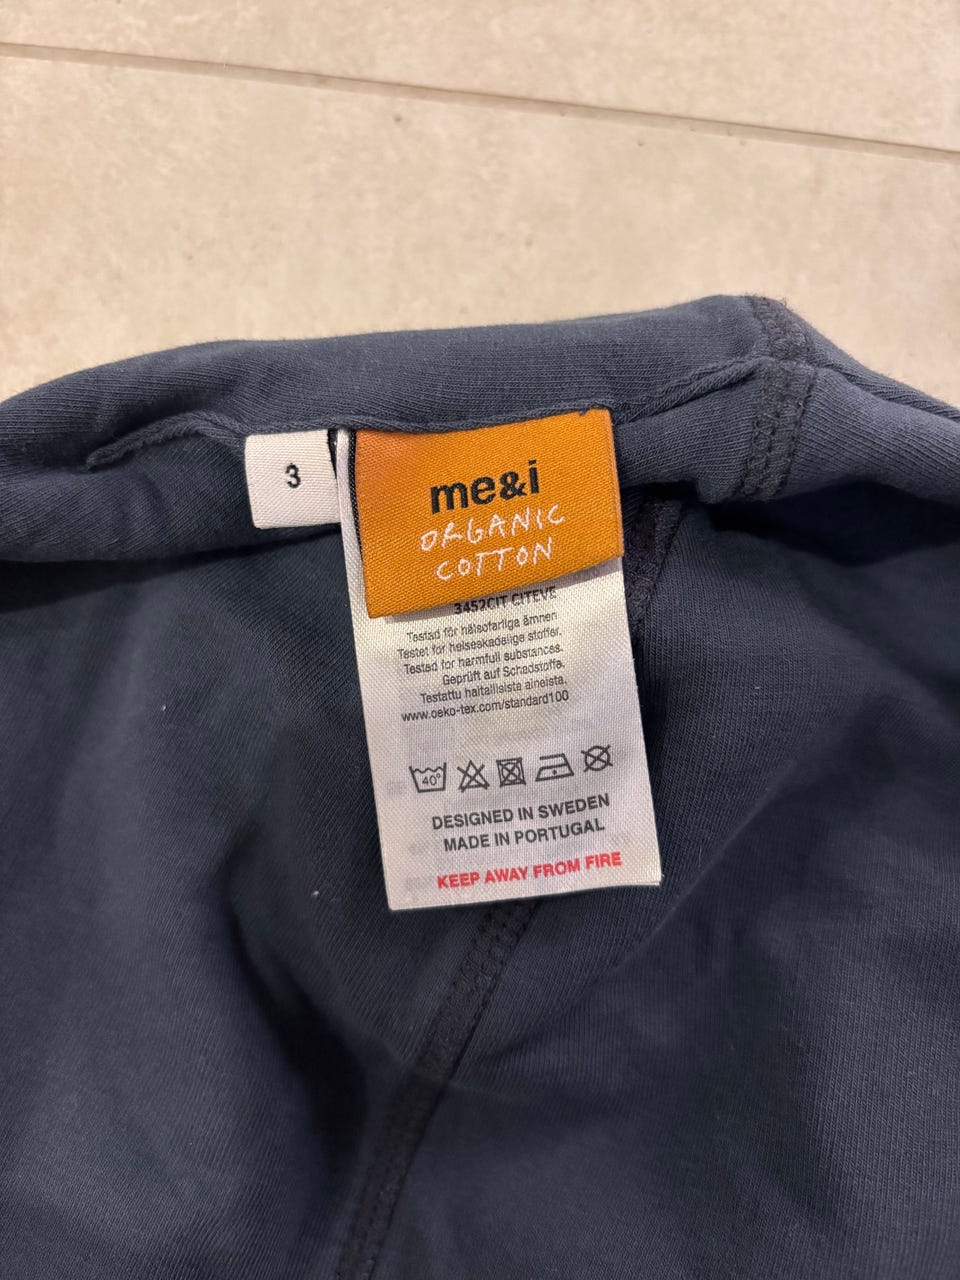 3
me&i
ORGANIC
COTTON
3452CIT CITEVE
Testad för hälsofarliga ämnen
Testet for helseskadelige stoffer.
Tested for harmfull substances.
Geprüft auf Schadstoffe.
Testattu haitallisista aineista.
www.oeko-tex.com/standard100
40°
DESIGNED IN SWEDEN
MADE IN PORTUGAL
KEEP AWAY FROM FIRE